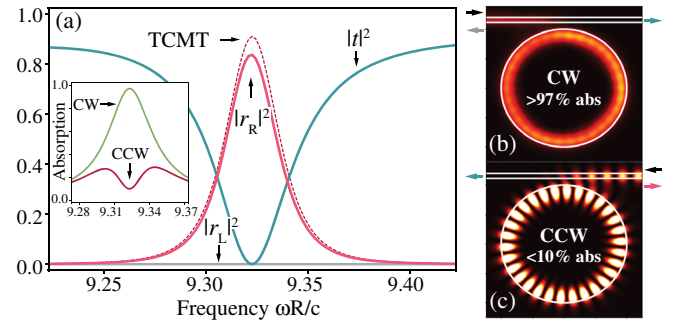 (a)
TCMT
|t|²
|r_R|²
|r_L|²
1.0
0.8
0.6
0.4
0.2
0.0
9.25
9.30
9.35
9.40
Frequency ωR/c
Absorption
1.0
0.0
CW
CCW
9.28
9.31
9.34
9.37
CW
>97% abs
(b)
CCW
<10% abs
(c)